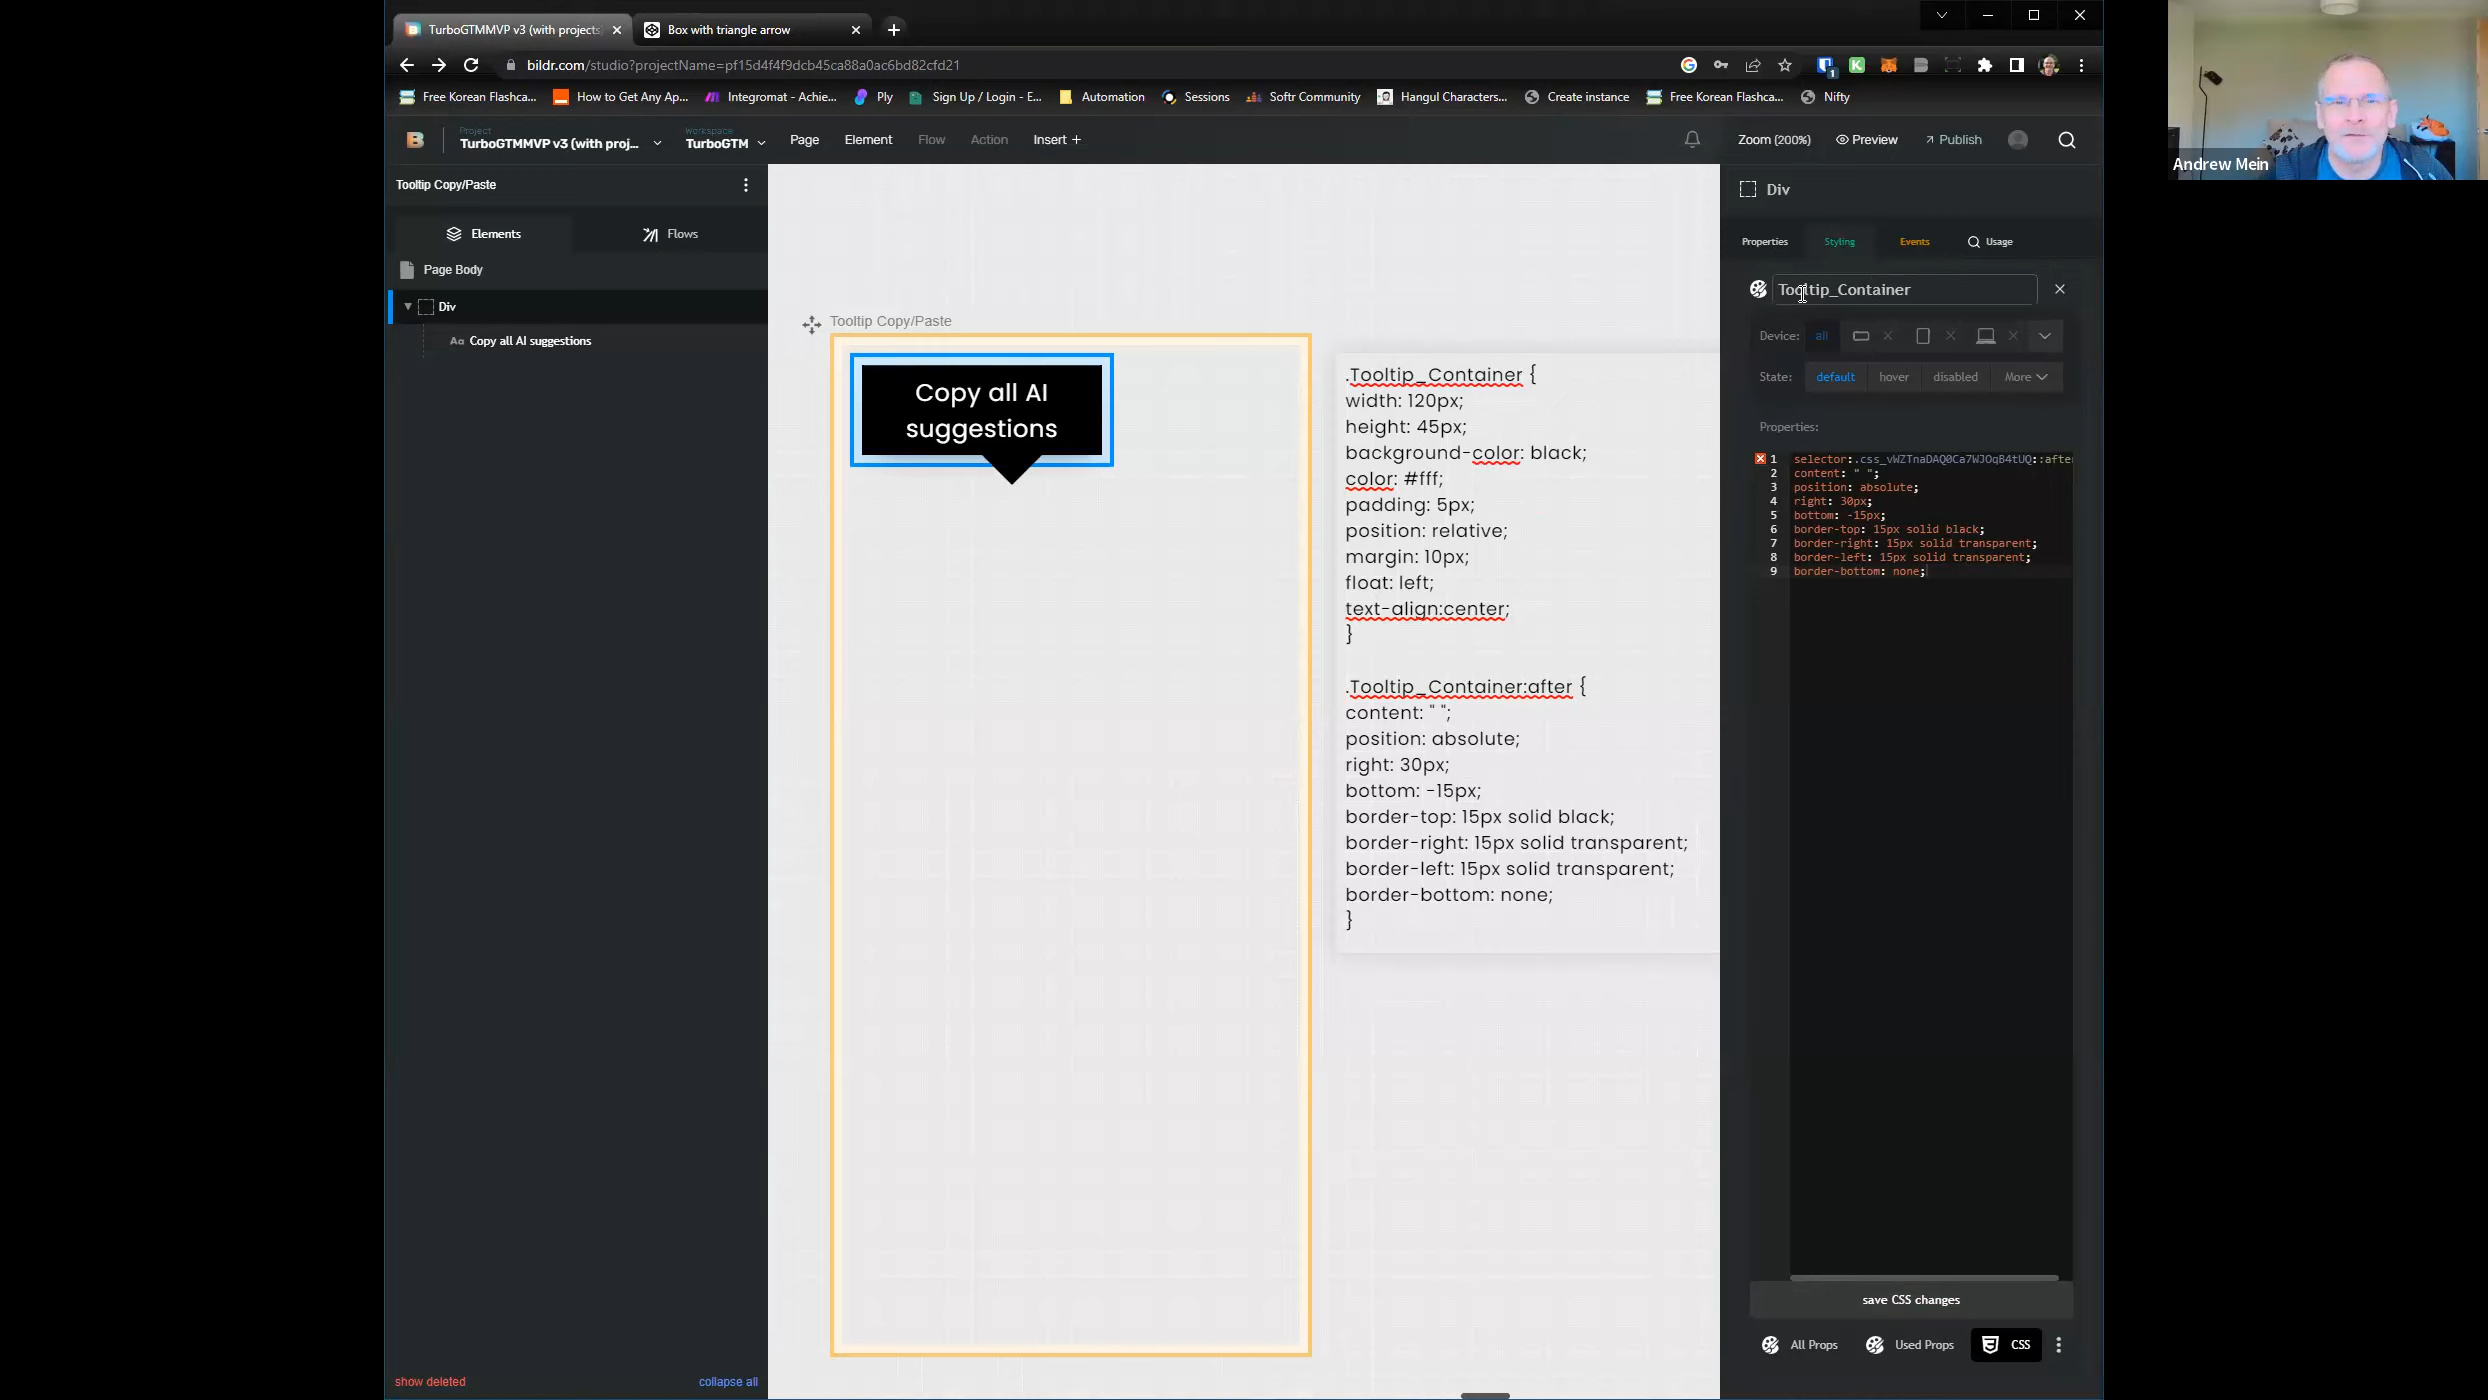 TurboGTMMVP v3 (with projects
Box with triangle arrow
bildr.com/studio?projectName=pf15d4f4f9dcb45ca88a0ac6bd82cfd21
Free Korean Flashca...
How to Get Any Ap...
Integromat - Achie...
Ply
Sign Up / Login - E...
Automation
Sessions
Softr Community
Hangul Characters...
Create instance
Free Korean Flashca...
Nifty
Project
TurboGTMMVP v3 (with proj...
Workspace
TurboGTM
Page
Element
Flow
Action
Insert +
Zoom (200%)
Preview
Publish
Andrew Mein
Tooltip Copy/Paste
Elements
Flows
Page Body
Div
Aa Copy all AI suggestions
show deleted
collapse all
Tooltip Copy/Paste
Copy all AI
suggestions
.Tooltip_Container {
width: 120px;
height: 45px;
background-color: black;
color: #fff;
padding: 5px;
position: relative;
margin: 10px;
float: left;
text-align:center;
}
.Tooltip_Container:after {
content: " ";
position: absolute;
right: 30px;
bottom: -15px;
border-top: 15px solid black;
border-right: 15px solid transparent;
border-left: 15px solid transparent;
border-bottom: none;
}
Div
Properties
Styling
Events
Usage
Tooltip_Container
Device:
all
State:
default
hover
disabled
More
Properties:
1 selector:.css_vWZTnaDAQ0Ca7WJOqB4tUQ::after
2 content: " ";
3 position: absolute;
4 right: 30px;
5 bottom: -15px;
6 border-top: 15px solid black;
7 border-right: 15px solid transparent;
8 border-left: 15px solid transparent;
9 border-bottom: none;
save CSS changes
All Props
Used Props
CSS